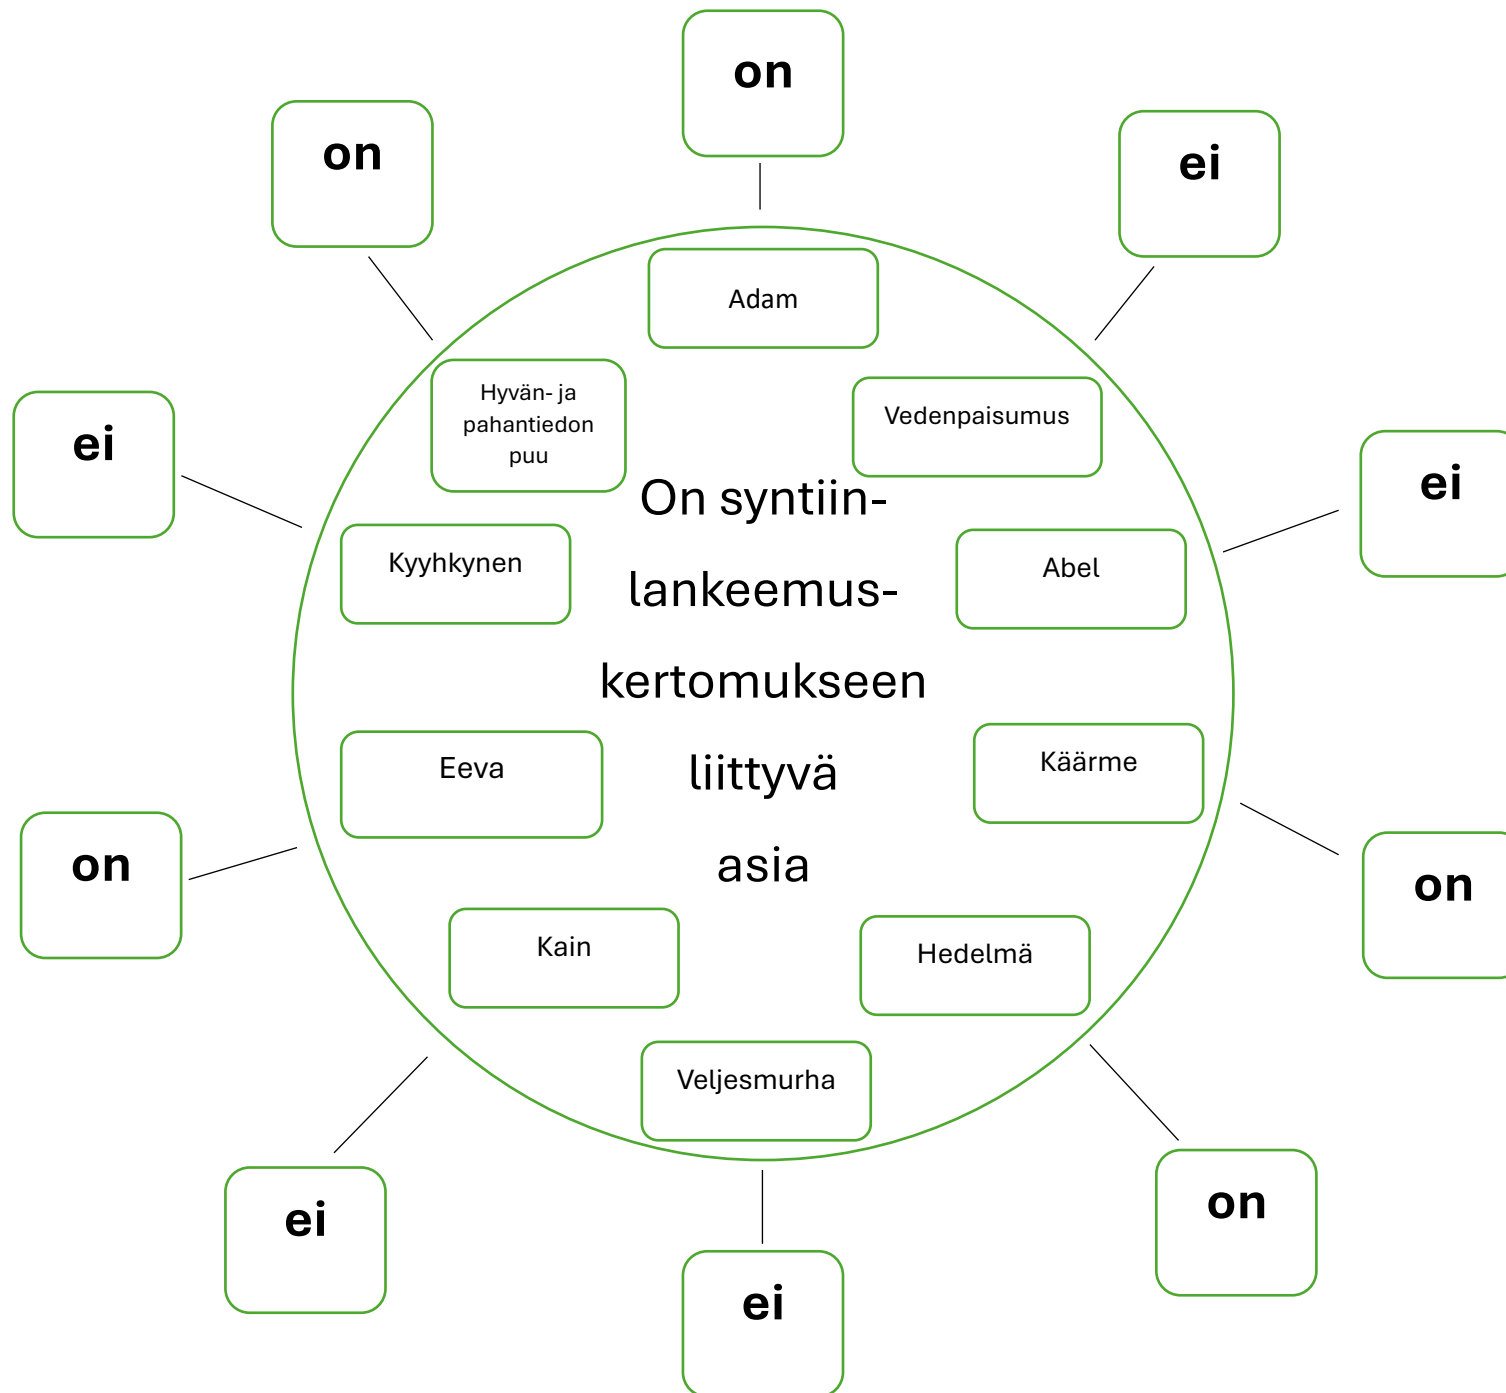 on
on
ei
Adam
Hyvän- ja
pahantiedon
puu
Vedenpaisumus
ei
ei
On syntiin-
lankeemus-
kertomukseen
liittyvä
asia
Kyyhkynen
Abel
Eeva
Käärme
on
on
Kain
Hedelmä
Veljesmurha
ei
on
ei